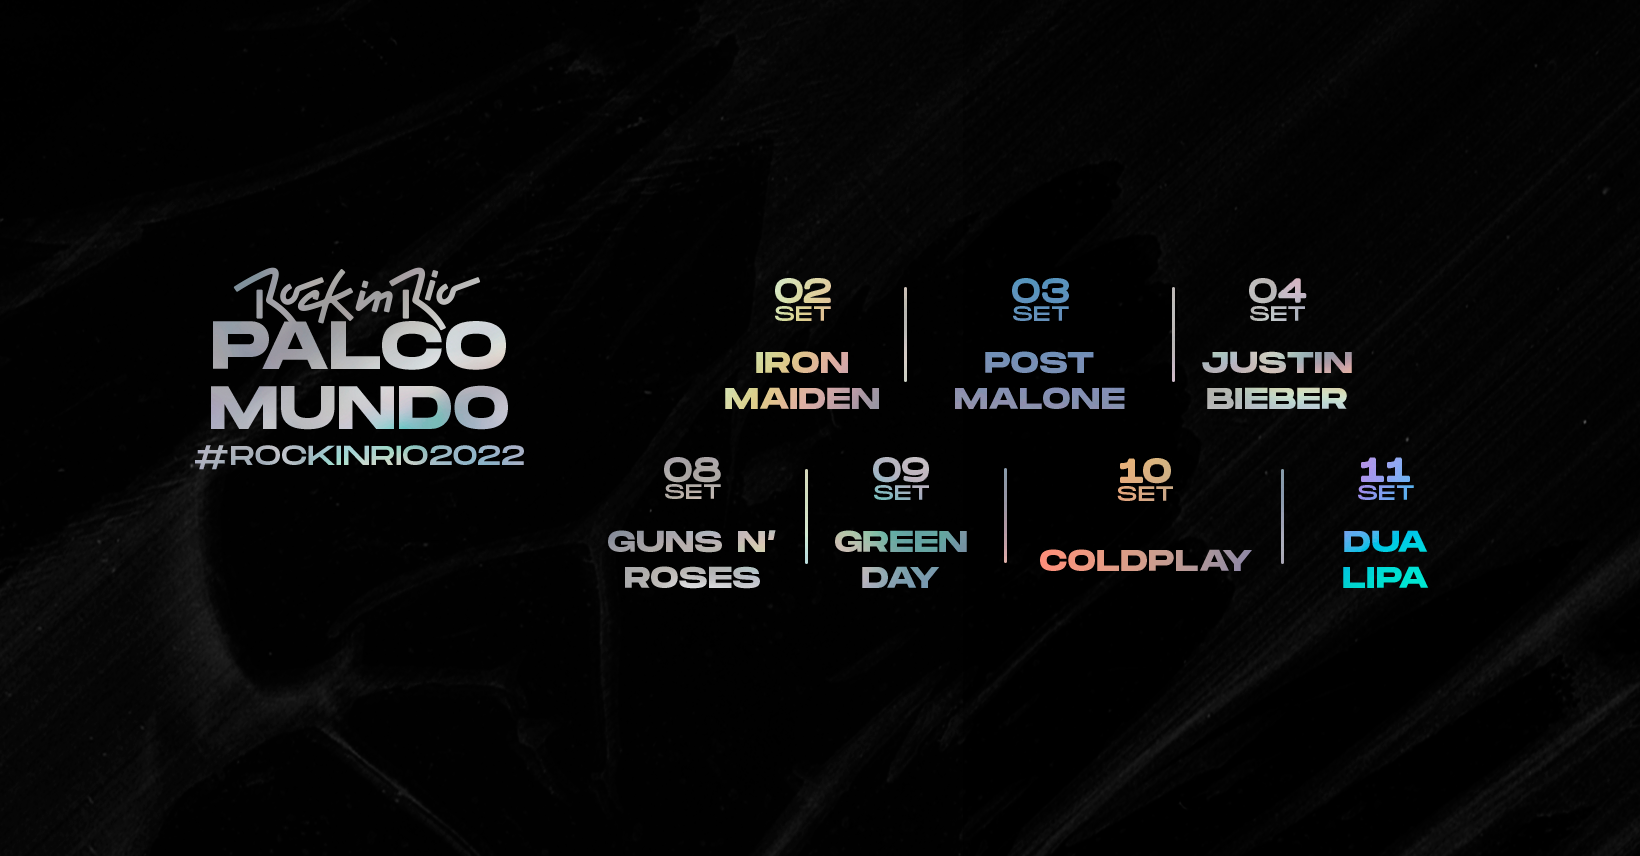 Rock in Rio
PALCO
MUNDO
#ROCKINRIO2022
02
SET
IRON
MAIDEN
03
SET
POST
MALONE
04
SET
JUSTIN
BIEBER
08
SET
GUNS N'
ROSES
09
SET
GREEN
DAY
10
SET
COLDPLAY
11
SET
DUA
LIPA